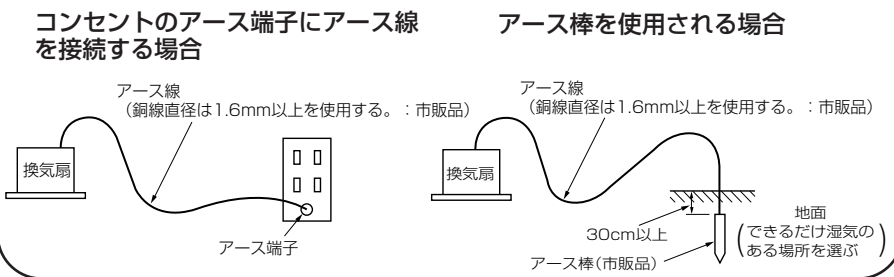 コンセントのアース端子にアース線
を接続する場合
アース線
（銅線直径は1.6mm以上を使用する。：市販品）
換気扇
アース端子
アース棒を使用される場合
アース線
（銅線直径は1.6mm以上を使用する。：市販品）
換気扇
30cm以上
アース棒（市販品）
地面
（できるだけ湿気の
ある場所を選ぶ）